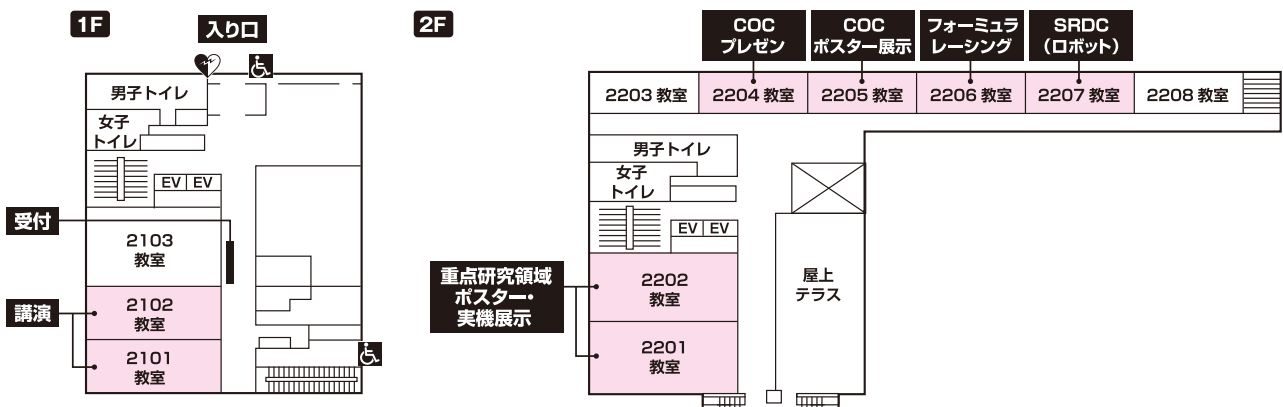 1F
入り口
男子トイレ
女子
トイレ
EV EV
受付
2103
教室
講演
2102
教室
2101
教室
2F
COC
プレゼン
COC
ポスター展示
フォーミュラ
レーシング
SRDC
(ロボット)
2203 教室
2204 教室
2205 教室
2206 教室
2207 教室
2208 教室
男子トイレ
女子
トイレ
EV EV
重点研究領域
ポスター・
実機展示
2202
教室
2201
教室
屋上
テラス